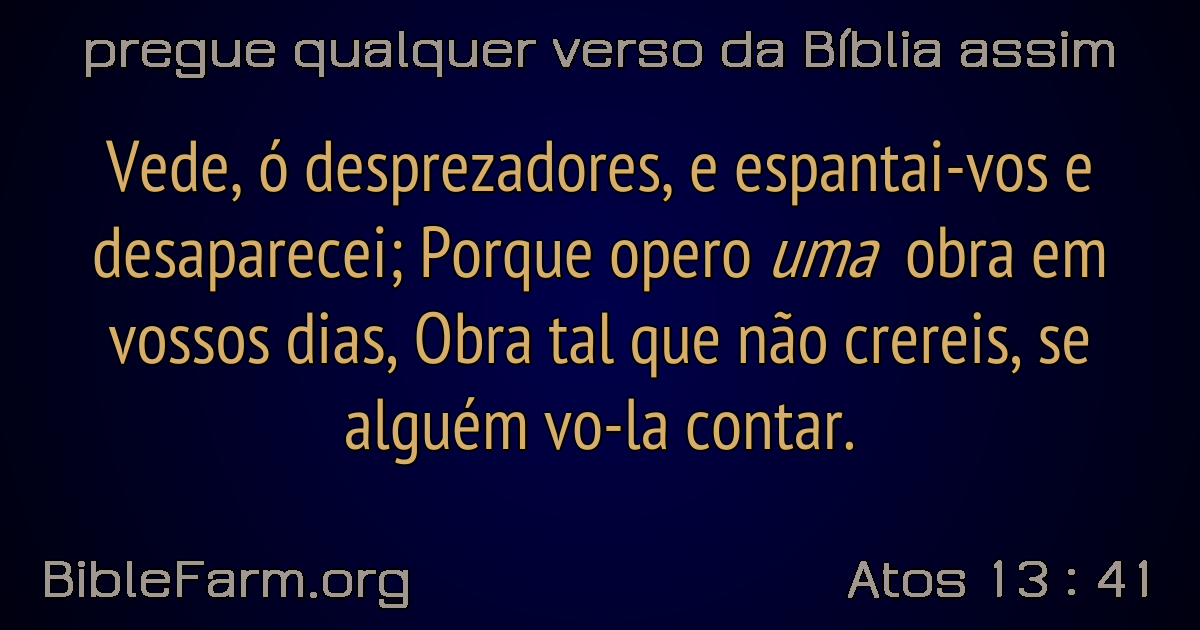 pregue qualquer verso da Bíblia assim
Vede, ó desprezadores, e espantai-vos e
desaparecei; Porque opero uma obra em
vossos dias, Obra tal que não crereis, se
alguém vo-la contar.
BibleFarm.org
Atos 13 : 41